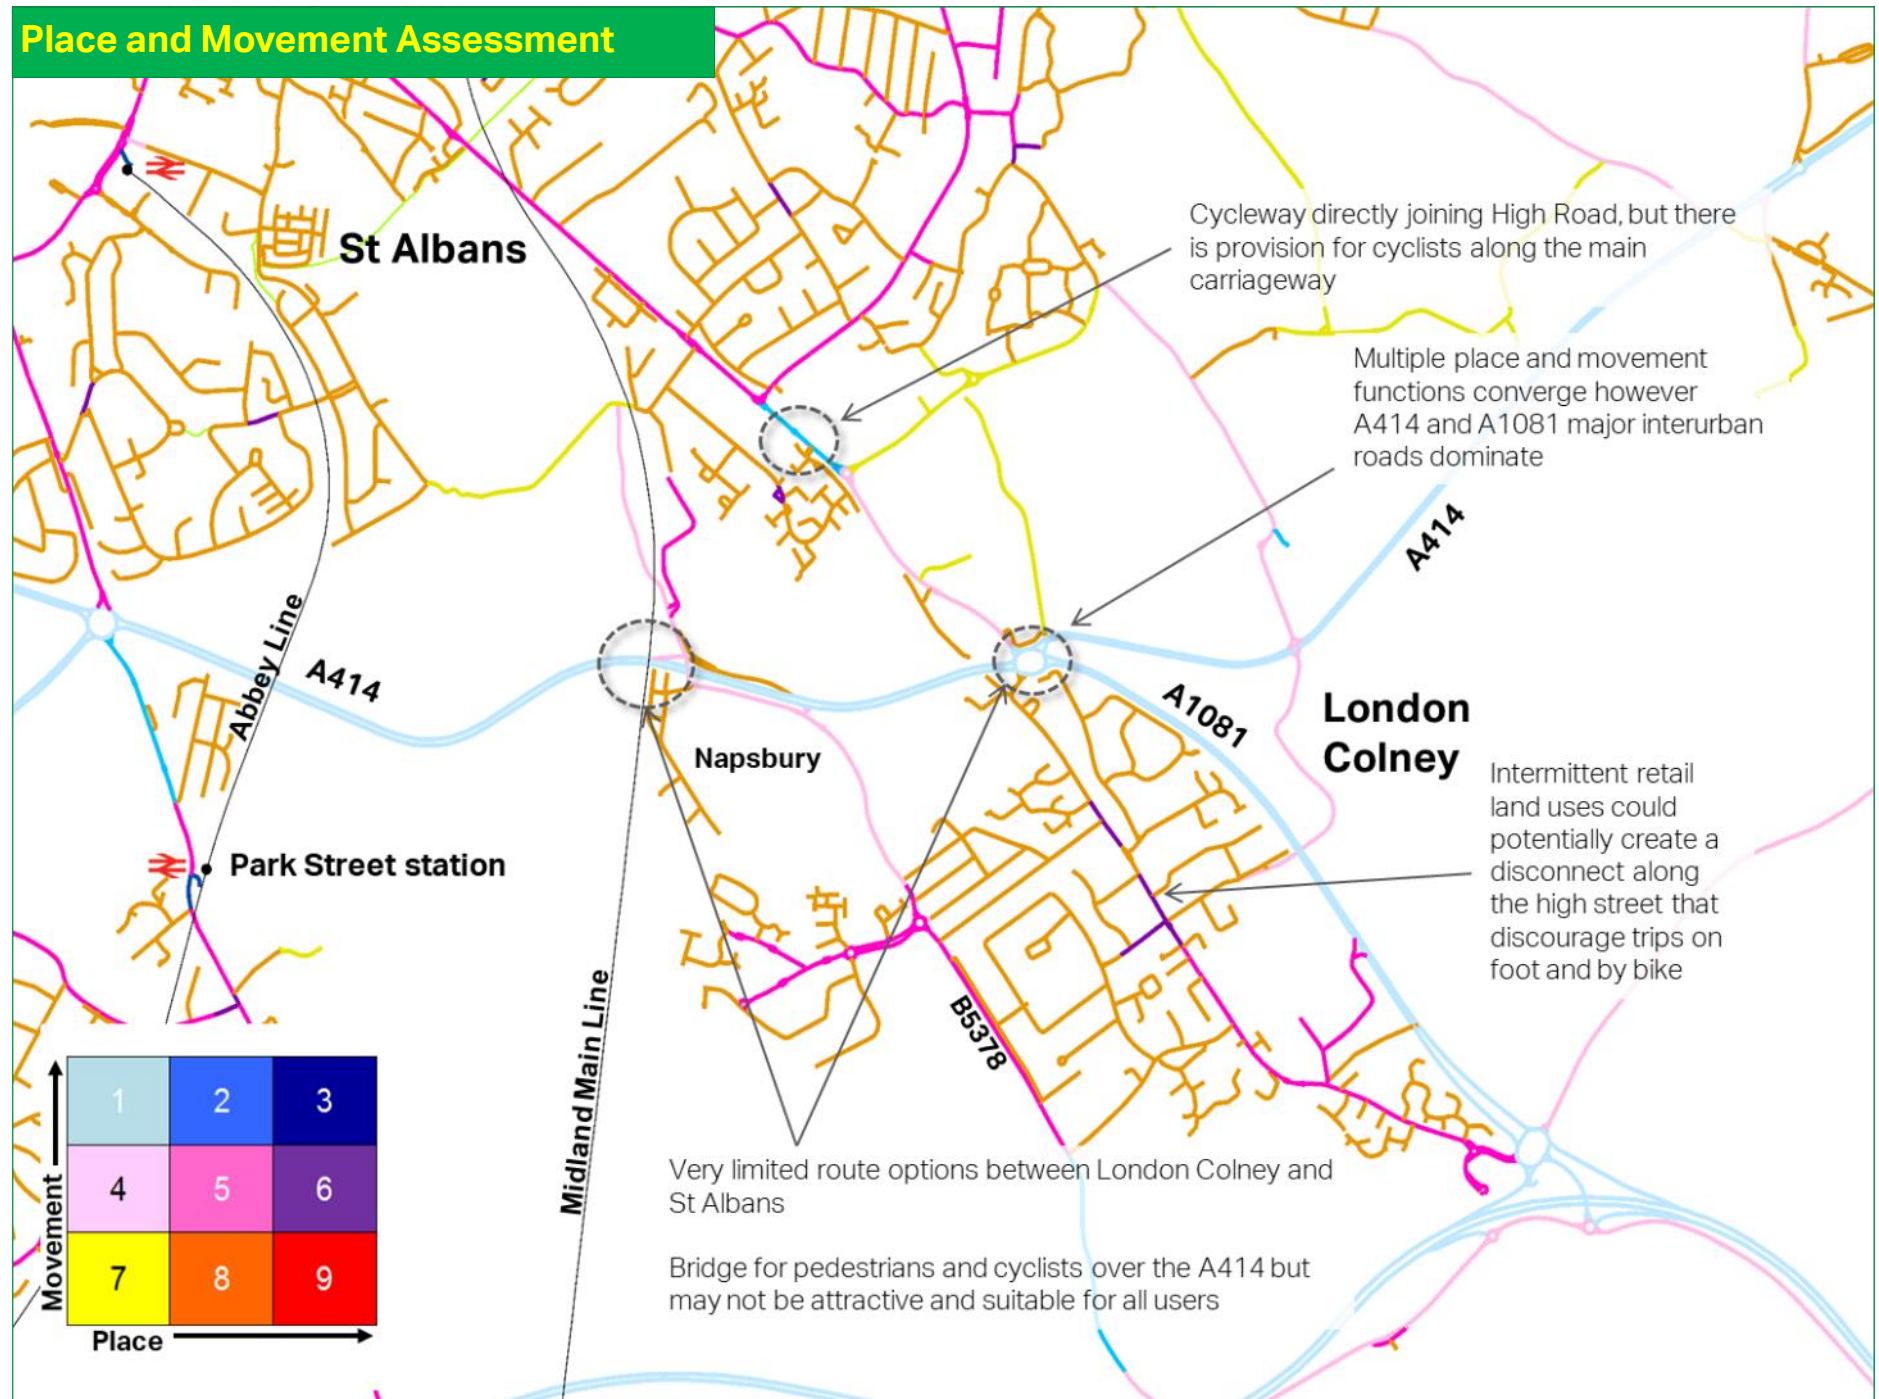 Place and Movement Assessment
St Albans
Cycleway directly joining High Road, but there
is provision for cyclists along the main
carriageway
Multiple place and movement
functions converge however
A414 and A1081 major interurban
roads dominate
A414
Abbey Line
A414
A1081
London
Colney
Napsbury
Intermittent retail
land uses could
potentially create a
disconnect along
the high street that
discourage trips on
foot and by bike
Park Street station
Midland Main Line
B5378
1 2 3
4 5 6
7 8 9
Movement
Place
Very limited route options between London Colney and
St Albans
Bridge for pedestrians and cyclists over the A414 but
may not be attractive and suitable for all users